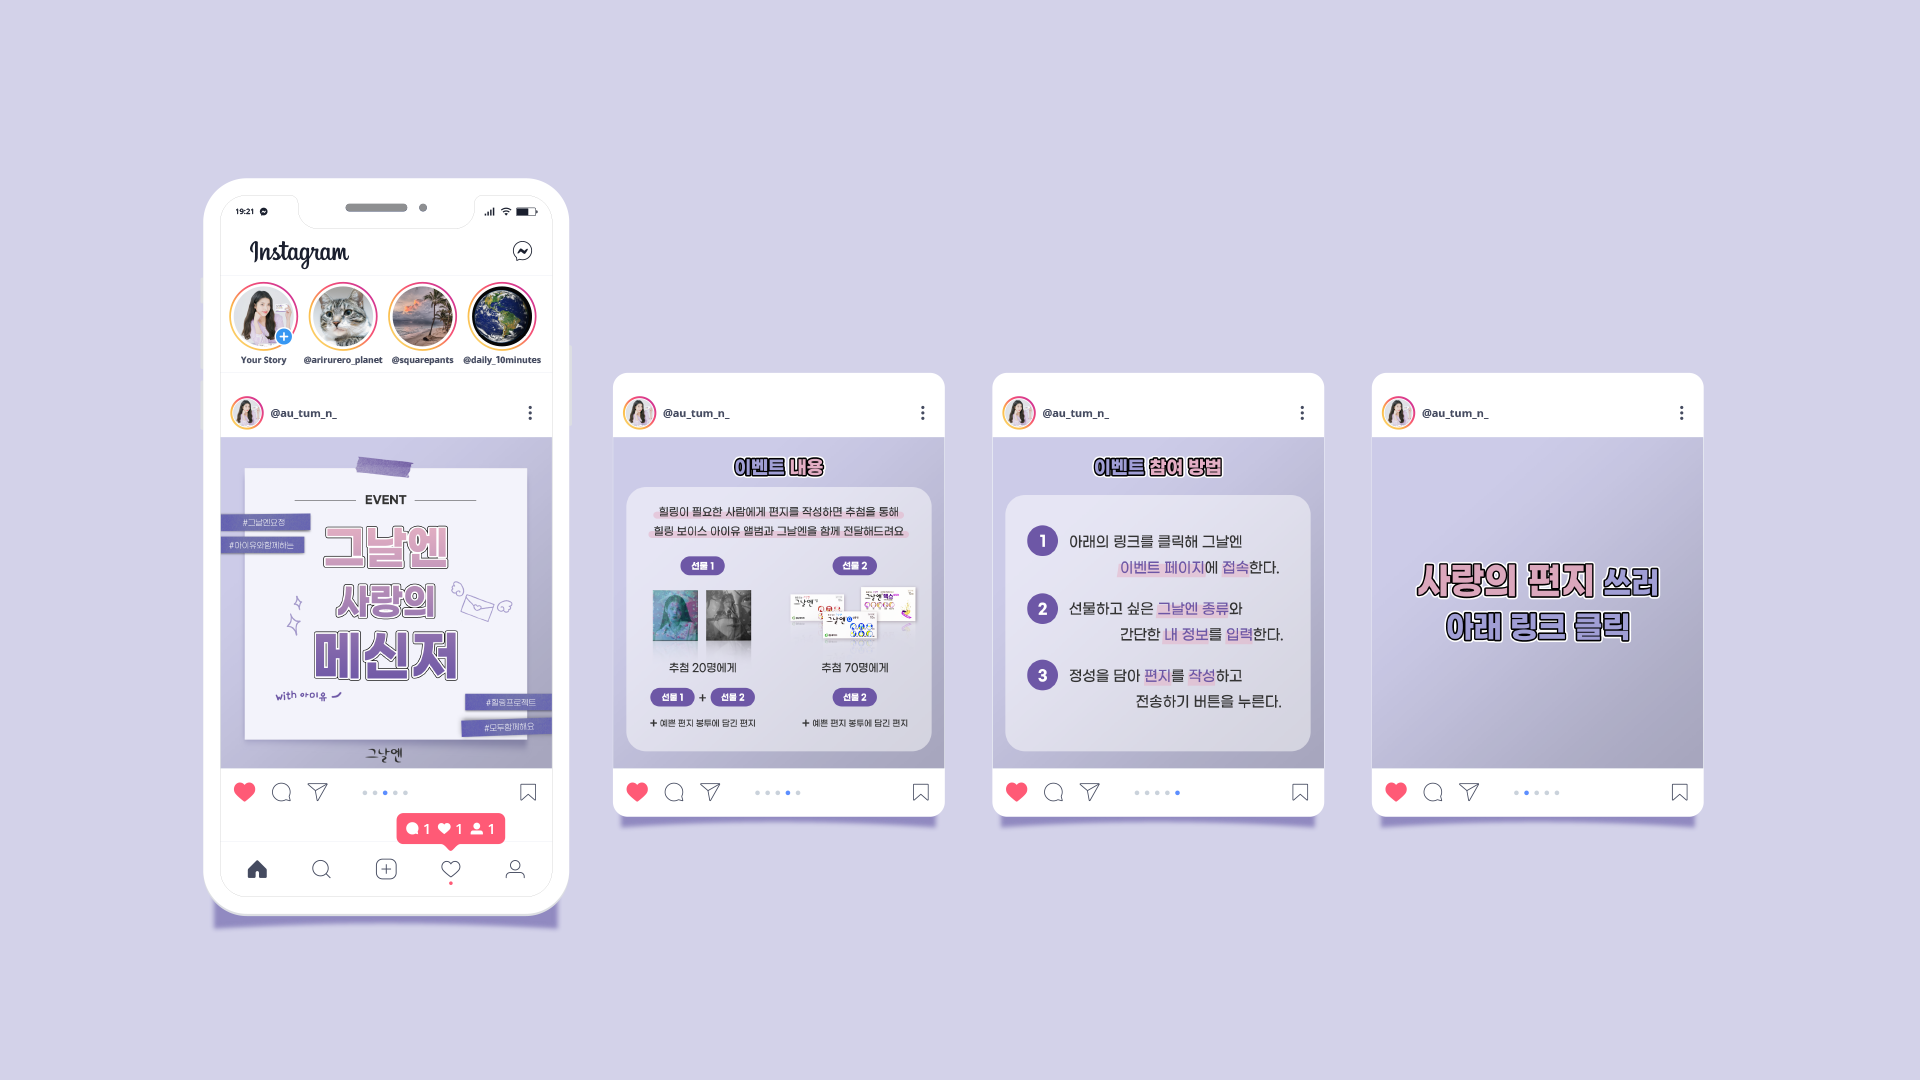 19:21
Instagram
Your Story
@arirurero_planet
@squarepants
@daily_10minutes
@au_tum_n_
EVENT
#그날엔요정
#아이유와함께하는
그날엔
사랑의
메신저
with 아이유
#힐링프로젝트
#모두함께해요
그날엔
1 1 1
@au_tum_n_
이벤트 내용
힐링이 필요한 사람에게 편지를 작성하면 추첨을 통해
힐링 보이스 아이유 앨범과 그날엔을 함께 전달해드려요
선물 1
선물 2
그날엔
그날엔
그날엔
추첨 20명에게
추첨 70명에게
선물 1 + 선물 2
선물 2
+ 예쁜 편지 봉투에 담긴 편지
+ 예쁜 편지 봉투에 담긴 편지
@au_tum_n_
이벤트 참여 방법
1 아래의 링크를 클릭해 그날엔
이벤트 페이지에 접속한다.
2 선물하고 싶은 그날엔 종류와
간단한 내 정보를 입력한다.
3 정성을 담아 편지를 작성하고
전송하기 버튼을 누른다.
@au_tum_n_
사랑의 편지 쓰러
아래 링크 클릭